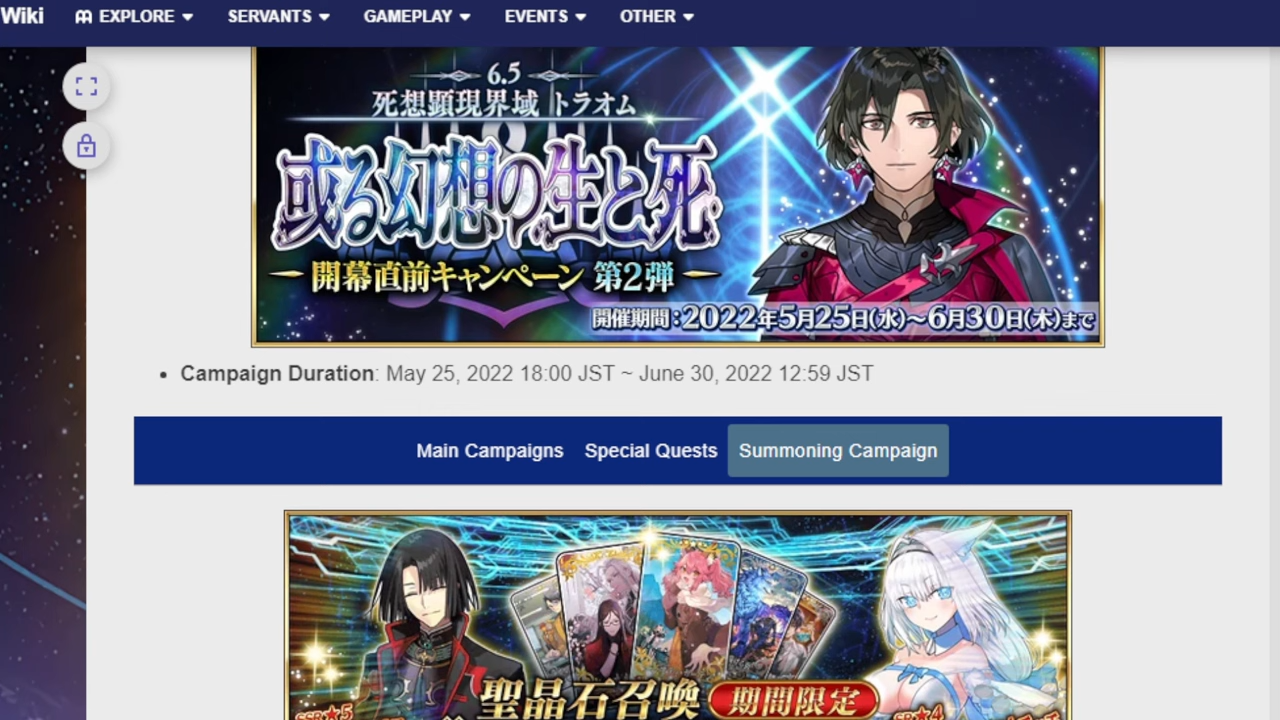 Wiki EXPLORE SERVANTS GAMEPLAY EVENTS OTHER
6.5
死想顕現界域 トラオム
或る幻想の生と死
開幕直前キャンペーン 第2弾
開催期間:2022年5月25日(水)~6月30日(木)まで
• Campaign Duration: May 25, 2022 18:00 JST ~ June 30, 2022 12:59 JST
Main Campaigns Special Quests Summoning Campaign
聖晶石召喚 期間限定
SSR★5 SR★4